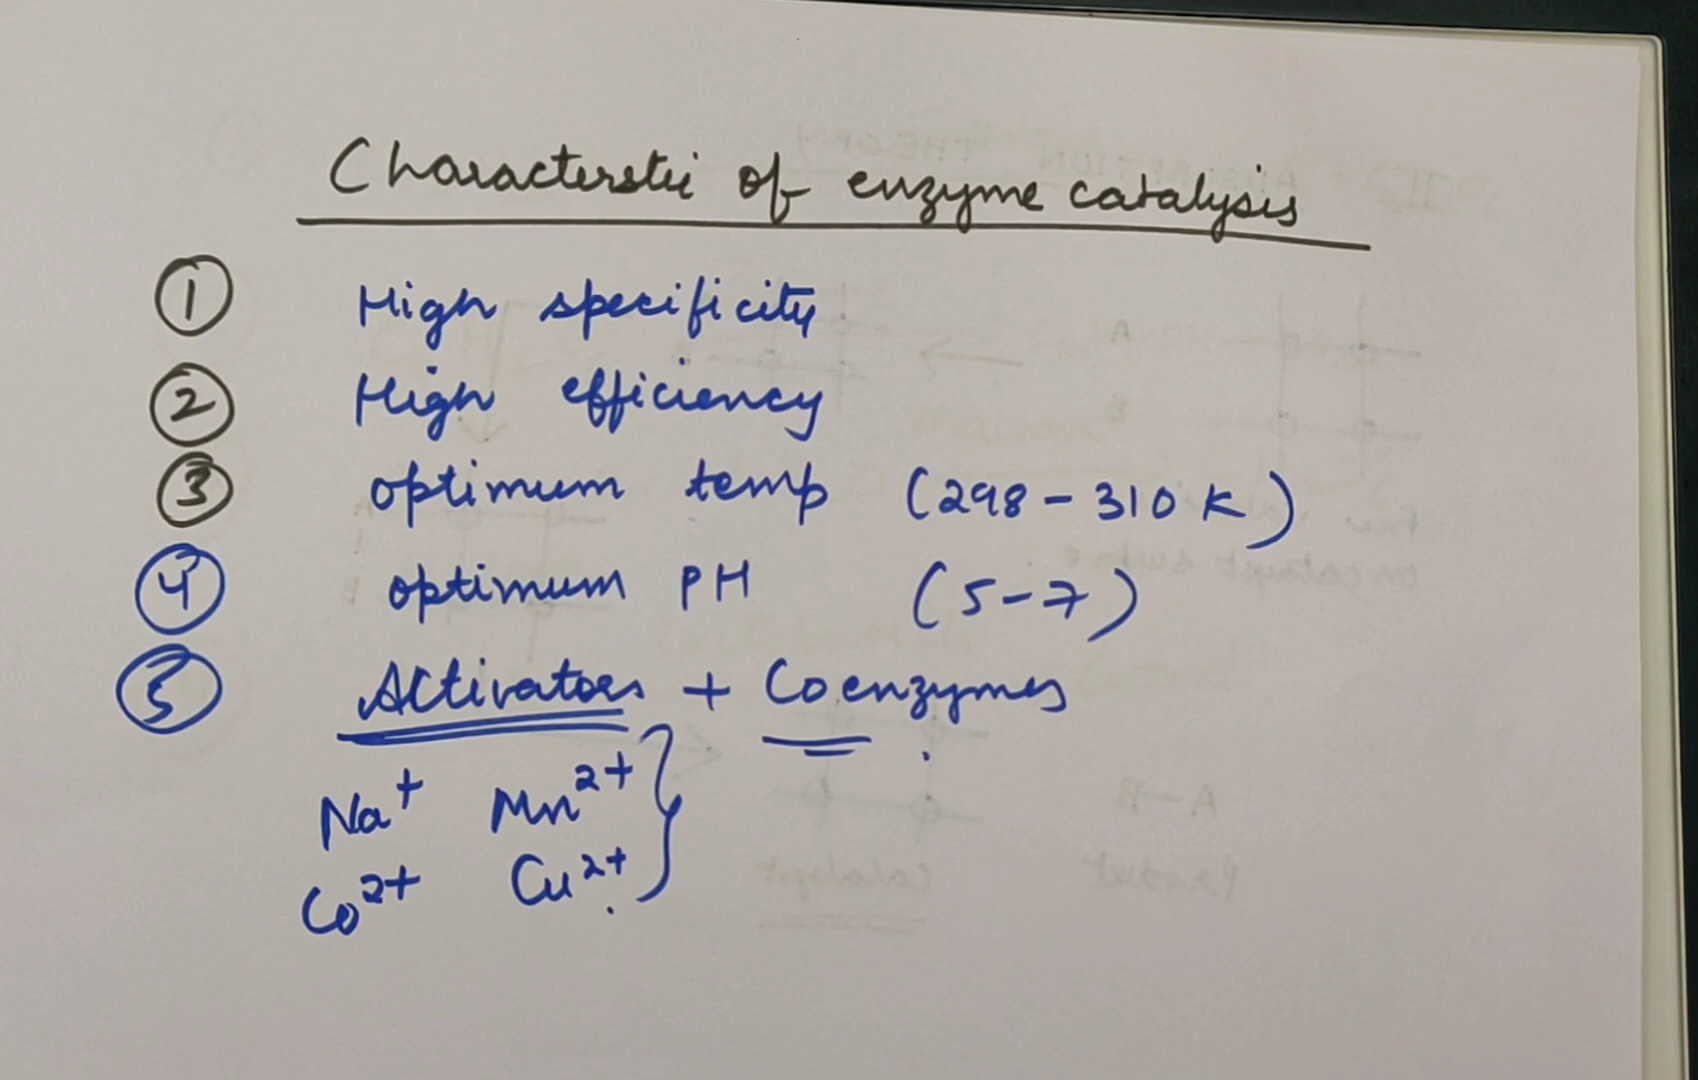 Characterstic of enzyme catalysis
① High specificity
② High efficiency
③ optimum temp (298-310 K)
④ optimum PH (5-7)
⑤ Activators + Coenzymes
Na⁺ Mn²⁺
Co²⁺ Cu²⁺